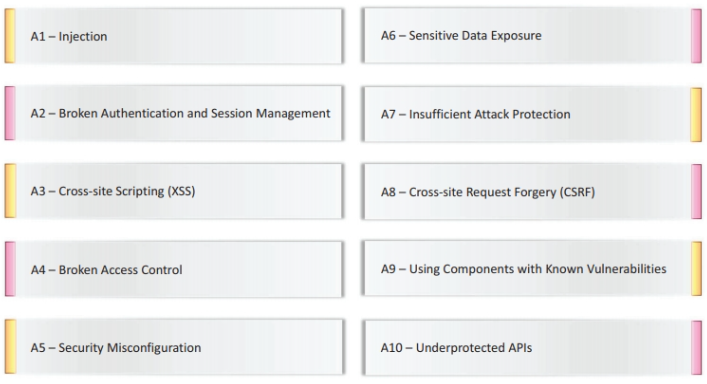 A1 – Injection
A2 – Broken Authentication and Session Management
A3 – Cross-site Scripting (XSS)
A4 – Broken Access Control
A5 – Security Misconfiguration
A6 – Sensitive Data Exposure
A7 – Insufficient Attack Protection
A8 – Cross-site Request Forgery (CSRF)
A9 – Using Components with Known Vulnerabilities
A10 – Underprotected APIs